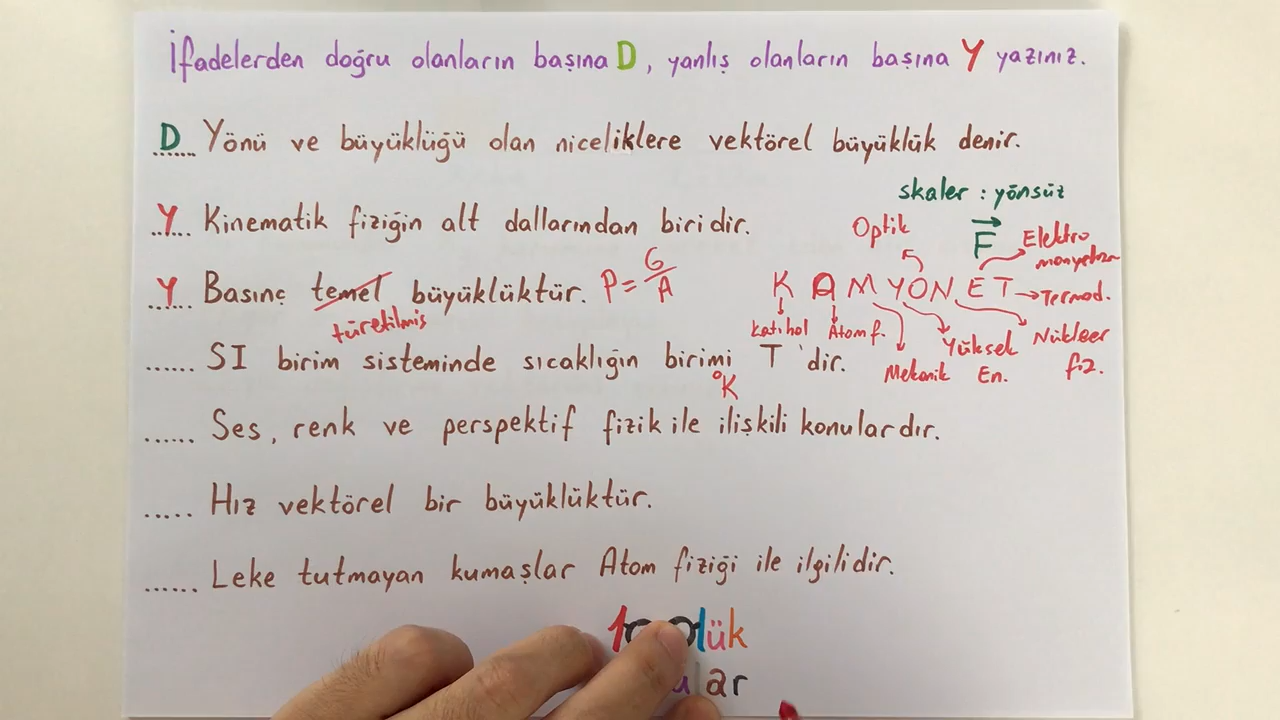 İfadelerden doğru olanların başına D, yanlış olanların başına Y yazınız.
D Yönü ve büyüklüğü olan niceliklere vektörel büyüklük denir.
skaler : yönsüz
Y Kinematik fiziğin alt dallarından biridir.
Optik
F
Elektro
Y Basınç temel büyüklüktür. P = G/A
türetilmiş
K A M Y O N E T → Termod.
Katıhal Atom f. Mekanik Yüksek En. Nükleer fiz.
...... SI birim sisteminde sıcaklığın birimi T 'dir.
°K
...... Ses, renk ve perspektif fizik ile ilişkili konulardır.
..... Hız vektörel bir büyüklüktür.
...... Leke tutmayan kumaşlar Atom fiziği ile ilgilidir.
lük
lar